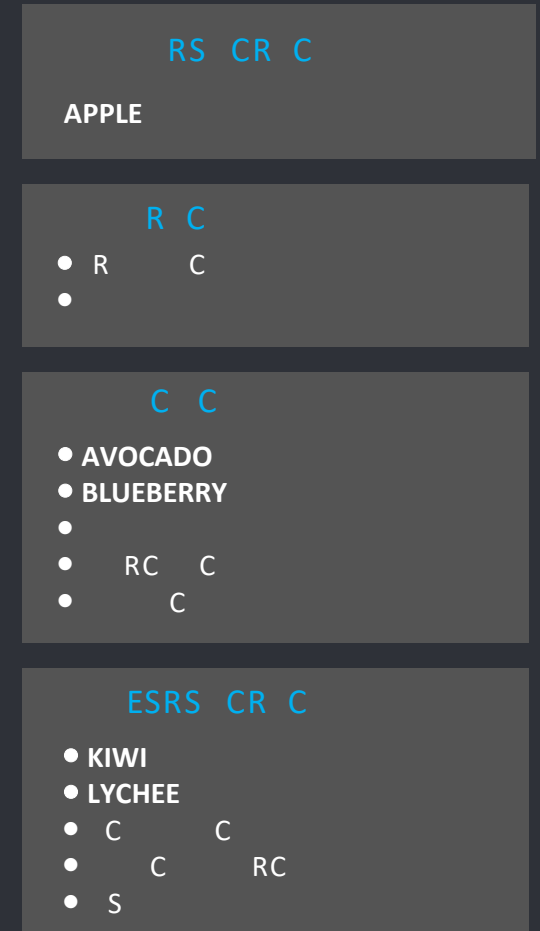 RS CR C
APPLE
R C
R C
C C
AVOCADO
BLUEBERRY
RC C
C
ESRS CR C
KIWI
LYCHEE
C C
C RC
S